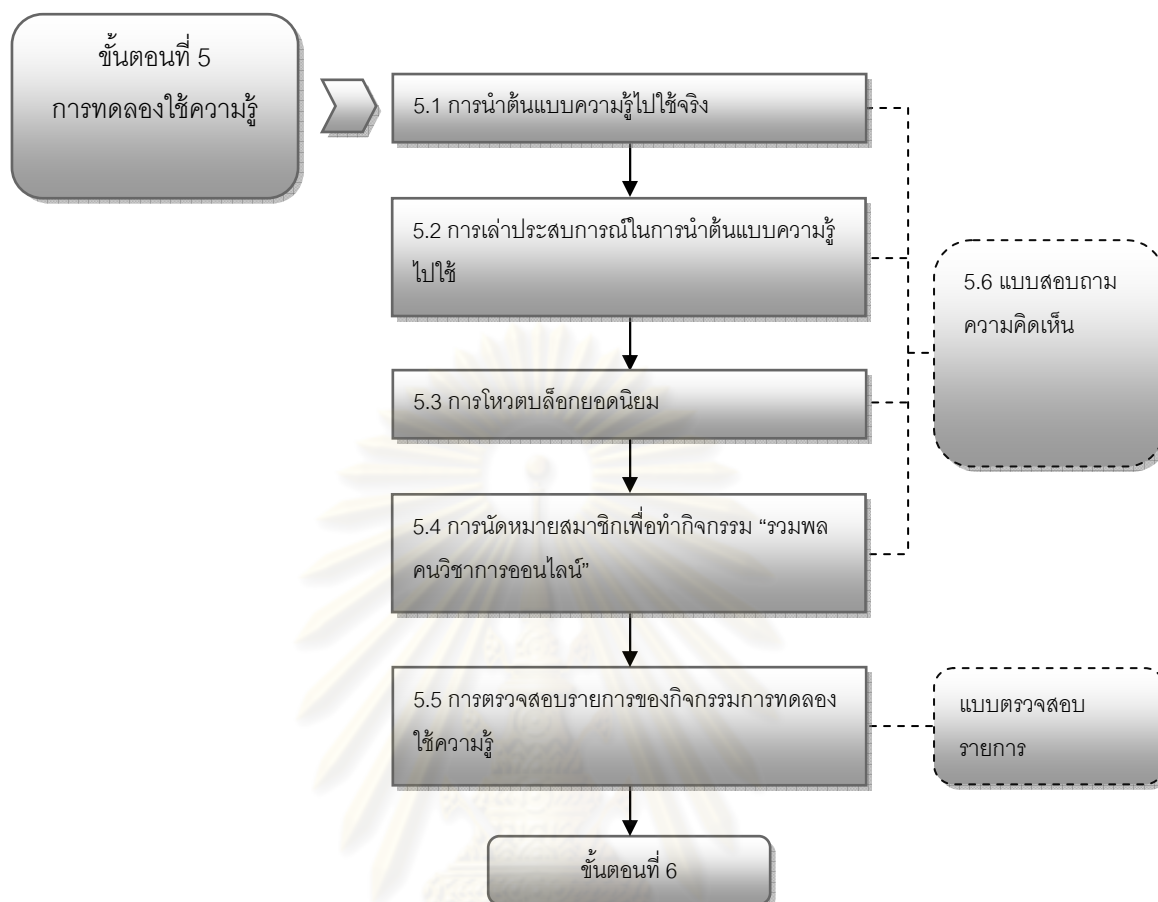 ขั้นตอนที่ 5
การทดลองใช้ความรู้
5.1 การนำต้นแบบความรู้ไปใช้จริง
5.2 การเล่าประสบการณ์ในการนำต้นแบบความรู้
ไปใช้
5.3 การโหวตบล็อกยอดนิยม
5.4 การนัดหมายสมาชิกเพื่อทำกิจกรรม “รวมพล
คนวิชาการออนไลน์”
5.5 การตรวจสอบรายการของกิจกรรมการทดลอง
ใช้ความรู้
5.6 แบบสอบถาม
ความคิดเห็น
แบบตรวจสอบ
รายการ
ขั้นตอนที่ 6